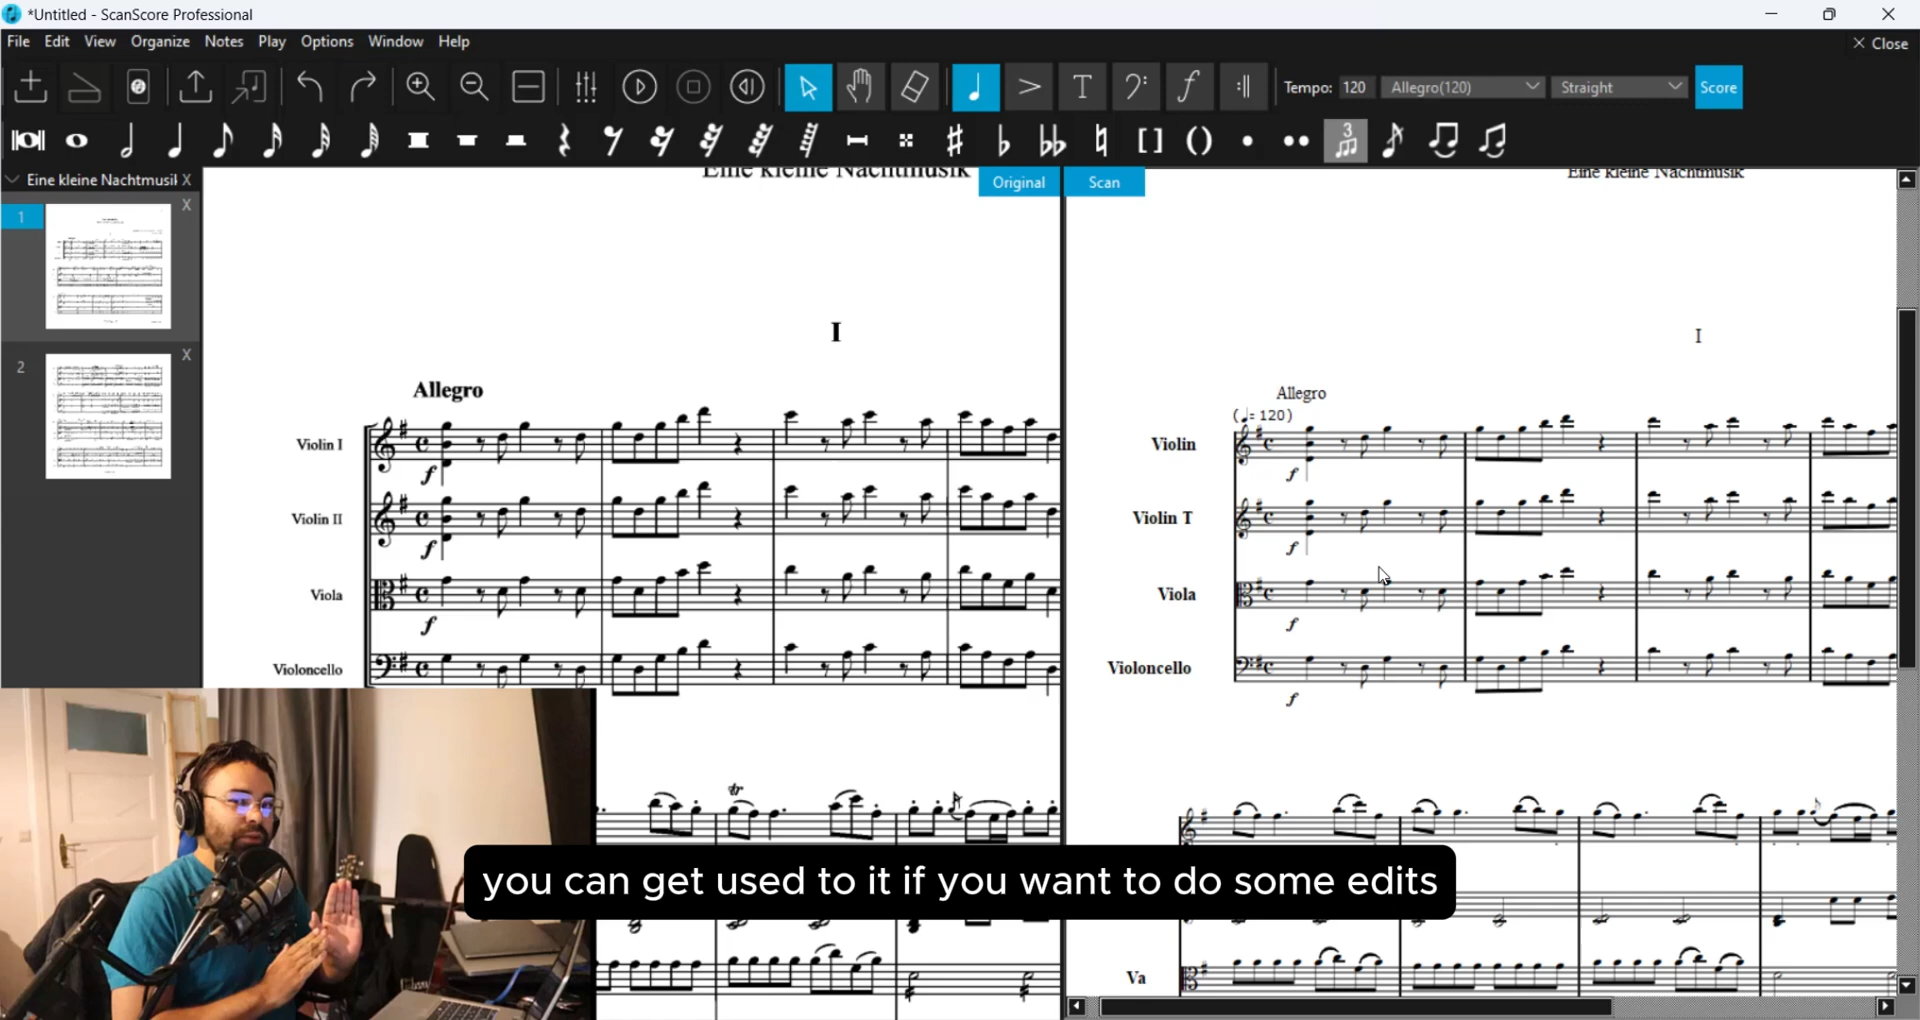 *Untitled - ScanScore Professional
File Edit View Organize Notes Play Options Window Help
Close
Tempo: 120 Allegro(120) Straight Score
3
Eine kleine Nachtmusil X
Original
Scan
Eine kleine Nachtmusik
Eine kleine Nachtmusik
1
X
2
X
I
Allegro
Violin I
Violin II
Viola
Violoncello
f
f
f
tr
I
Allegro
(♩= 120)
Violin
Violin T
Viola
Violoncello
f
f
f
f
Va
you can get used to it if you want to do some edits